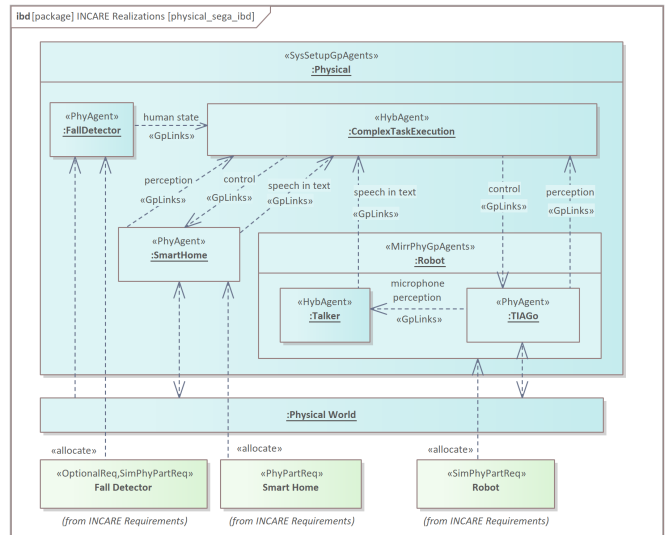 ibd [package] INCARE Realizations [physical_sega_ibd]
«SysSetupGpAgents»
:Physical
«PhyAgent»
:FallDetector
human state
«GpLinks»
«HybAgent»
:ComplexTaskExecution
perception
«GpLinks»
control
«GpLinks»
speech in text
«GpLinks»
speech in text
«GpLinks»
control
«GpLinks»
perception
«GpLinks»
«PhyAgent»
:SmartHome
«MirrPhyGpAgents»
:Robot
«HybAgent»
:Talker
microphone
perception
«GpLinks»
«PhyAgent»
:TIAGo
:Physical World
«allocate»
«allocate»
«allocate»
«OptionalReq,SimPhyPartReq»
Fall Detector
(from INCARE Requirements)
«PhyPartReq»
Smart Home
(from INCARE Requirements)
«SimPhyPartReq»
Robot
(from INCARE Requirements)